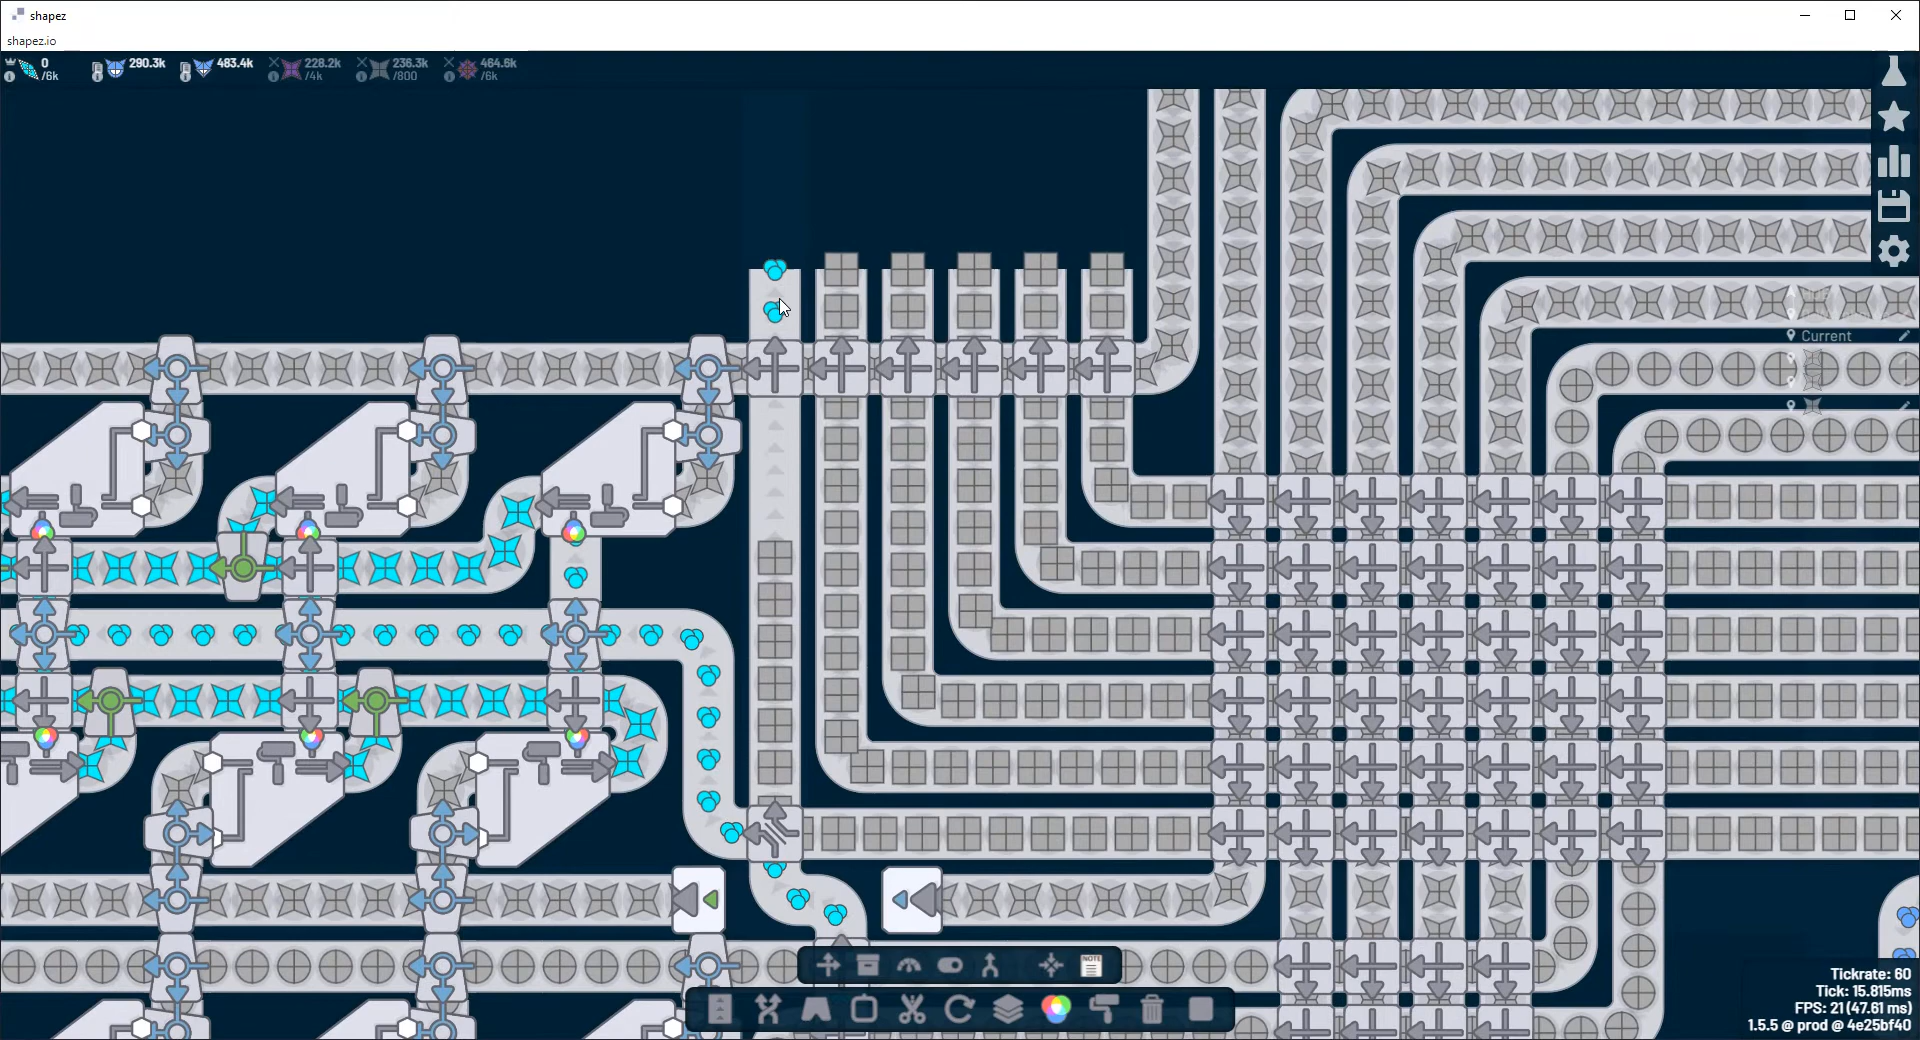 shapez
shapez.io
0
/6k
290.3k
483.4k
228.2k
/4k
236.3k
/800
464.6k
/6k
Current
NOTE
Tickrate: 60
Tick: 15.815ms
FPS: 21 (47.61 ms)
1.5.5 @ prod @ 4e25bf40